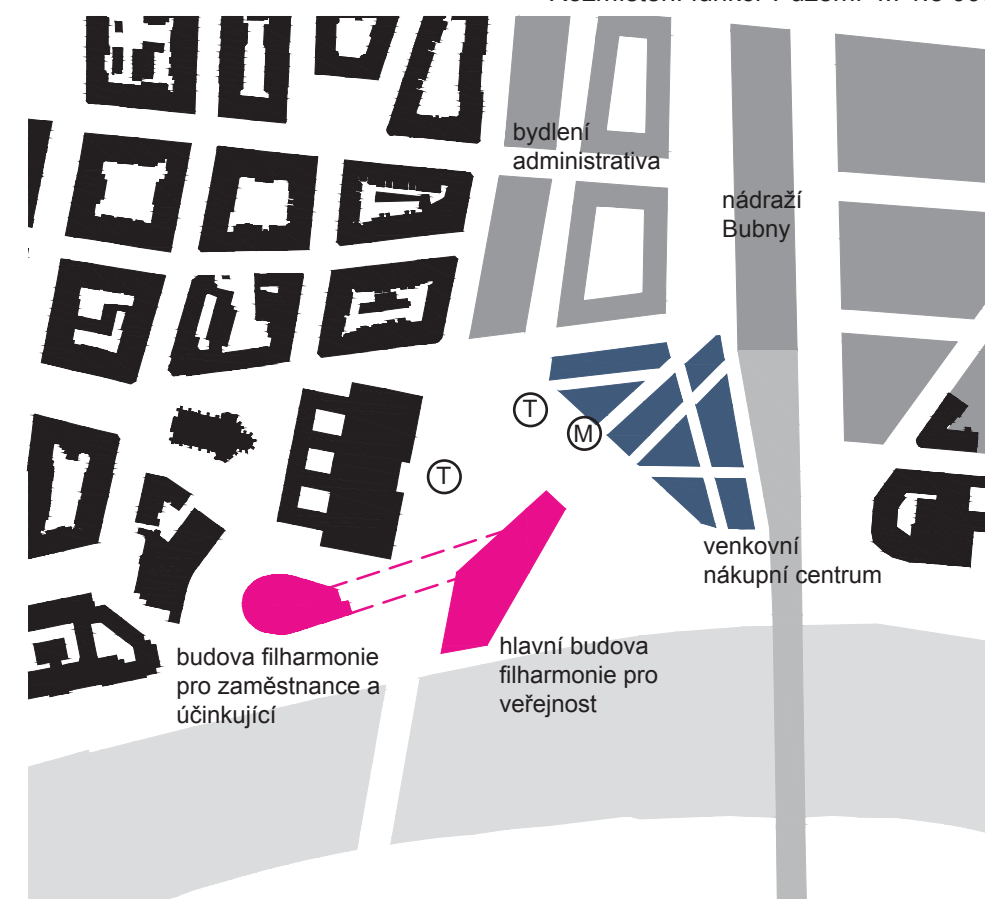 bydlení
administrativa
nádraží
Bubny
T
M
T
venkovní
nákupní centrum
hlavní budova
filharmonie pro
veřejnost
budova filharmonie
pro zaměstnance a
účinkující